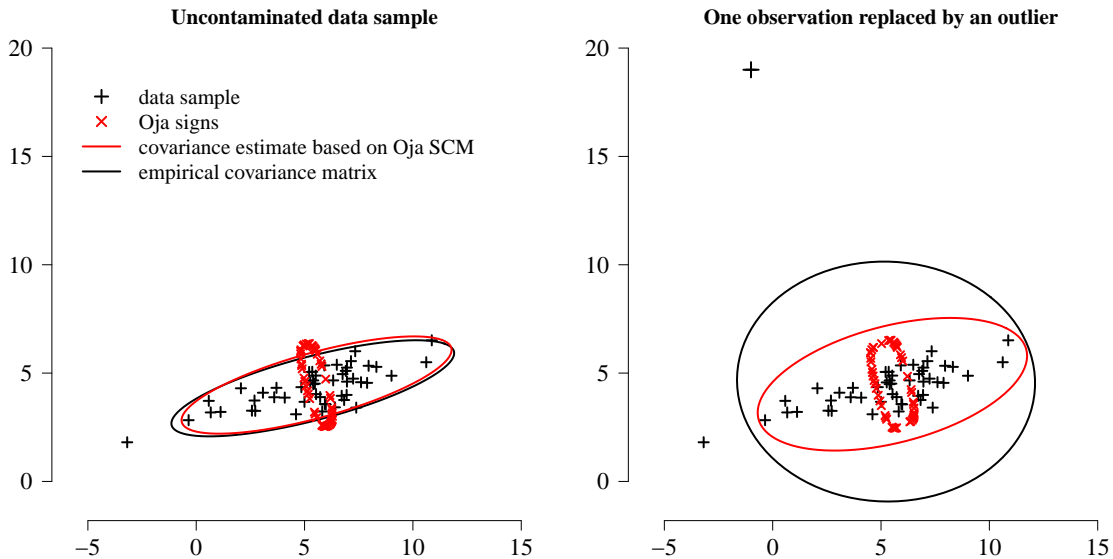 Uncontaminated data sample
One observation replaced by an outlier
20
15
10
5
0
data sample
Oja signs
covariance estimate based on Oja SCM
empirical covariance matrix
−5 0 5 10 15
20
15
10
5
0
−5 0 5 10 15